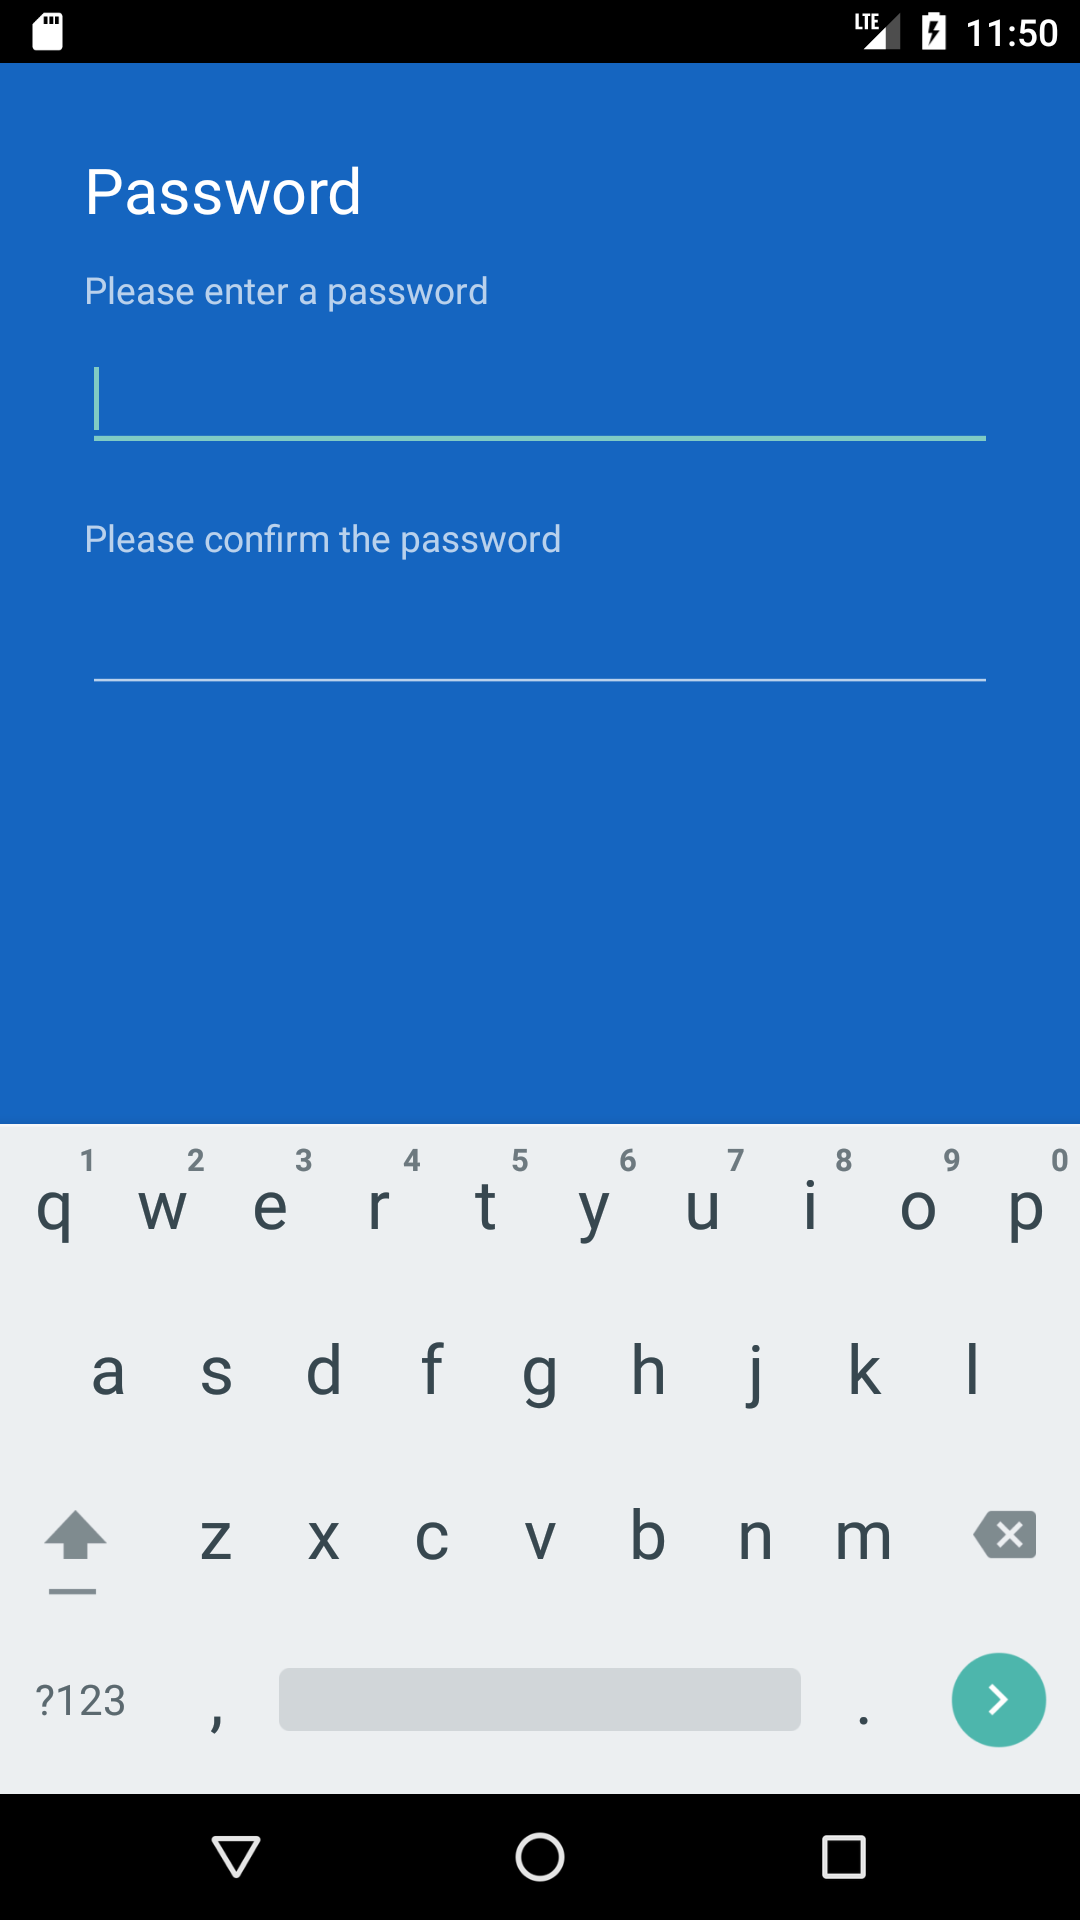 LTE 11:50
Password
Please enter a password
Please confirm the password
1 2 3 4 5 6 7 8 9 0
q w e r t y u i o p
a s d f g h j k l
z x c v b n m
?123 , .